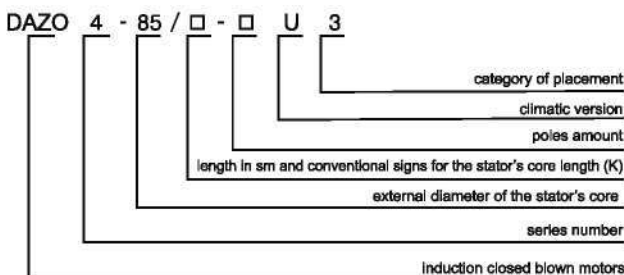 DAZO 4 - 85 / □ - □ U 3
category of placement
climatic version
poles amount
length in sm and conventional signs for the stator's core length (K)
external diameter of the stator's core
series number
induction closed blown motors